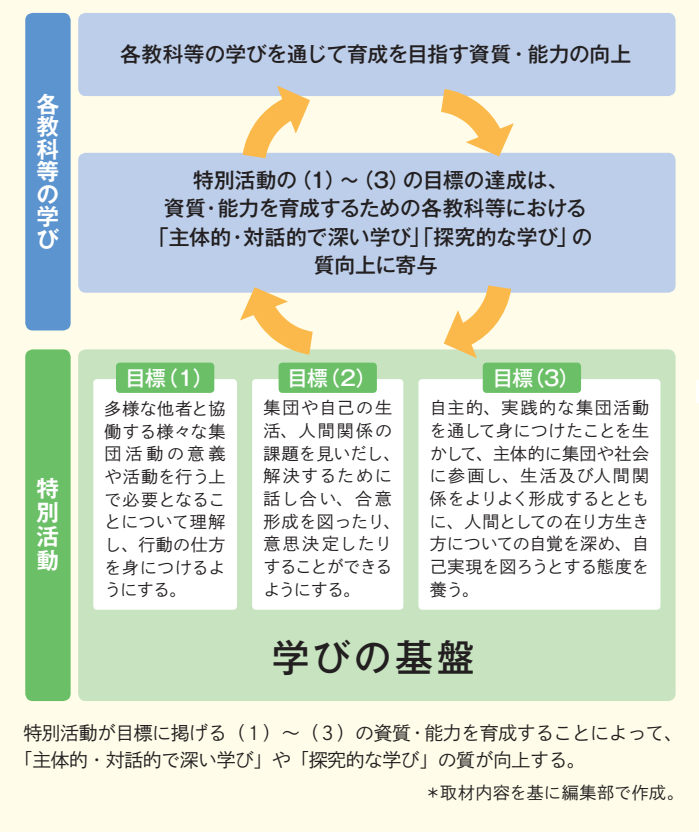 各教科等の学び
各教科等の学びを通じて育成を目指す資質・能力の向上
特別活動の（1）～（3）の目標の達成は、
資質・能力を育成するための各教科等における
「主体的・対話的で深い学び」「探究的な学び」の
質向上に寄与
特別活動
目標（1）
多様な他者と協
働する様々な集
団活動の意義
や活動を行う上
で必要となるこ
とについて理解
し、行動の仕方
を身につけるよ
うにする。
目標（2）
集団や自己の生
活、人間関係の
課題を見いだし、
解決するために
話し合い、合意
形成を図ったり、
意思決定したり
することができる
ようにする。
目標（3）
自主的、実践的な集団活動
を通して身につけたことを生
かして、主体的に集団や社会
に参画し、生活及び人間関
係をよりよく形成するととも
に、人間としての在り方生き
方についての自覚を深め、自
己実現を図ろうとする態度を
養う。
学びの基盤
特別活動が目標に掲げる（1）～（3）の資質・能力を育成することによって、
「主体的・対話的で深い学び」や「探究的な学び」の質が向上する。
＊取材内容を基に編集部で作成。